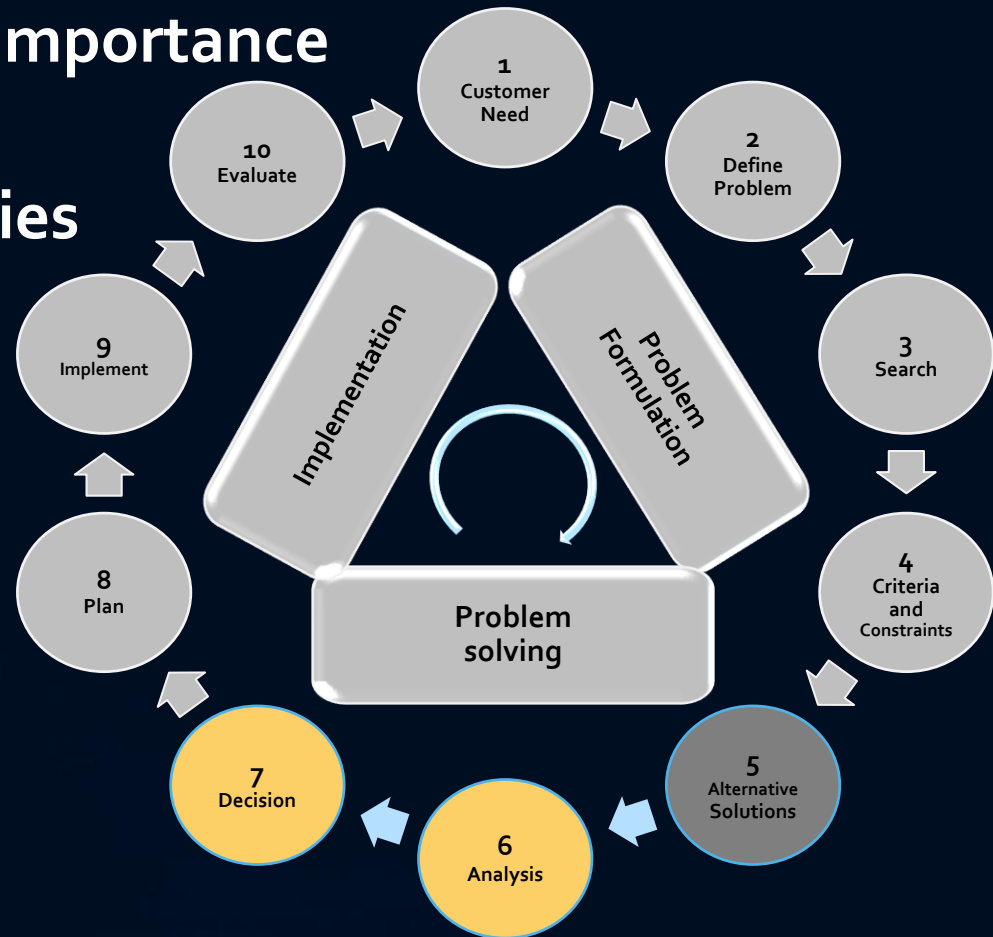 mportance
ies
1
Customer
Need
2
Define
Problem
3
Search
4
Criteria
and
Constraints
5
Alternative
Solutions
6
Analysis
7
Decision
8
Plan
9
Implement
10
Evaluate
Implementation
Problem
Formulation
Problem
solving